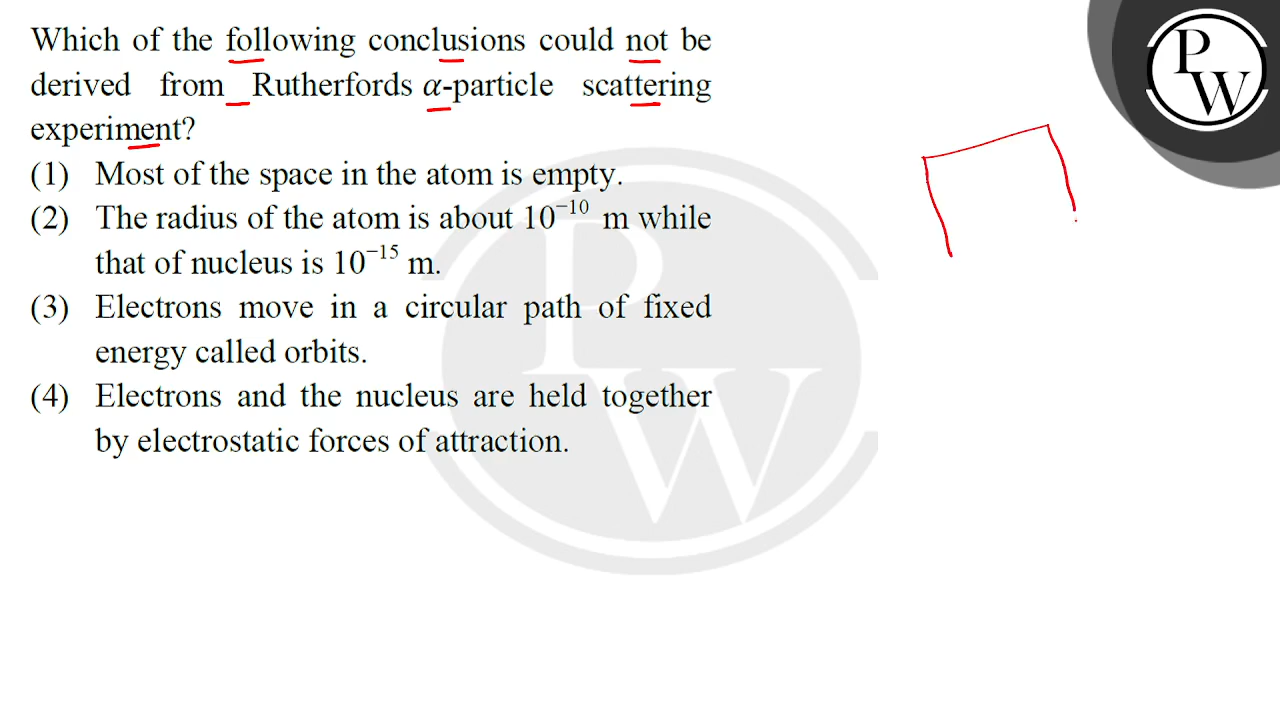 Which of the following conclusions could not be
derived from Rutherfords α-particle scattering
experiment?
(1) Most of the space in the atom is empty.
(2) The radius of the atom is about 10⁻¹⁰ m while
that of nucleus is 10⁻¹⁵ m.
(3) Electrons move in a circular path of fixed
energy called orbits.
(4) Electrons and the nucleus are held together
by electrostatic forces of attraction.
PW
PW